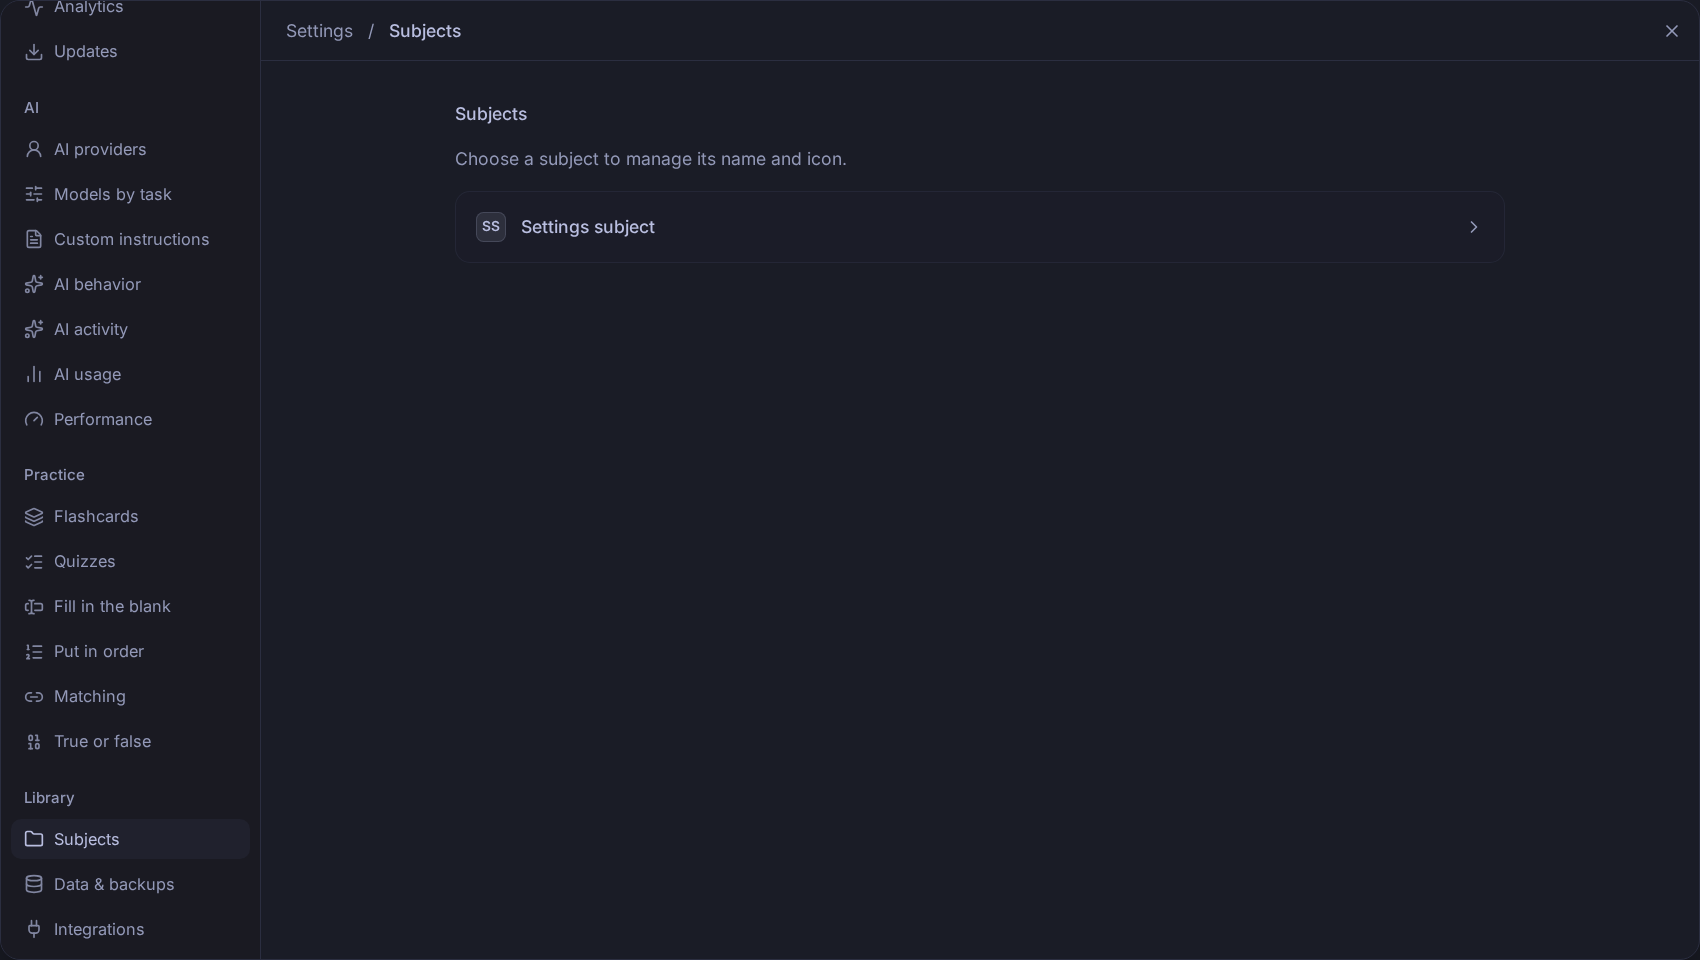 Analytics
Updates
AI
AI providers
Models by task
Custom instructions
AI behavior
AI activity
AI usage
Performance
Practice
Flashcards
Quizzes
Fill in the blank
Put in order
Matching
True or false
Library
Subjects
Data & backups
Integrations
Settings / Subjects
Subjects
Choose a subject to manage its name and icon.
SS Settings subject